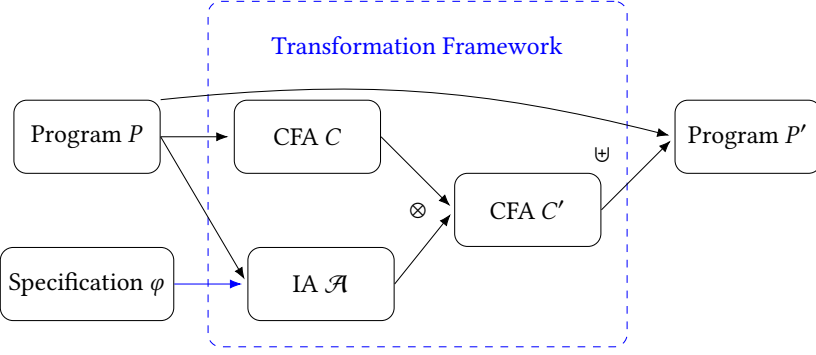 Transformation Framework
Program P
CFA C
Program P′
⊎
⊗
CFA C′
Specification φ
IA 𝒜